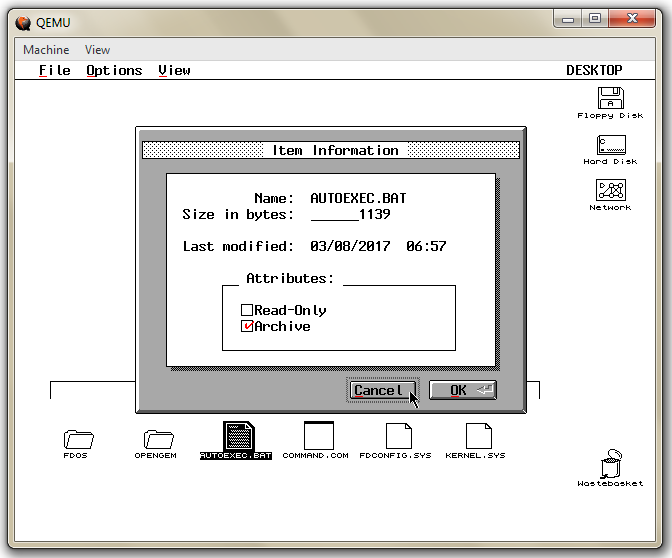 QEMU
Machine View
File Options View DESKTOP
A
Floppy Disk
C
Hard Disk
Network
Item Information
Name: AUTOEXEC.BAT
Size in bytes: ______1139
Last modified: 03/08/2017 06:57
Attributes:
Read-Only
Archive
Cancel OK
FDOS OPENGEM AUTOEXEC.BAT COMMAND.COM FDCONFIG.SYS KERNEL.SYS
Wastebasket